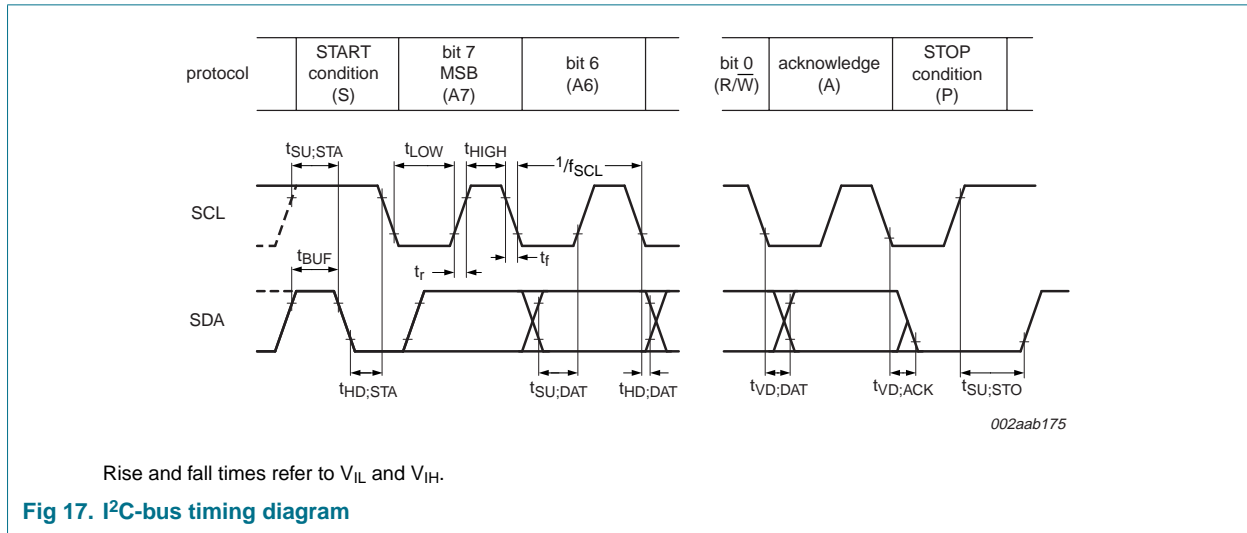 protocol
START
condition
(S)
bit 7
MSB
(A7)
bit 6
(A6)
bit 0
(R/W̅)
acknowledge
(A)
STOP
condition
(P)
tSU;STA
tLOW
tHIGH
1/fSCL
SCL
tBUF
tr
tf
SDA
tHD;STA
tSU;DAT
tHD;DAT
tVD;DAT
tVD;ACK
tSU;STO
002aab175
Rise and fall times refer to VIL and VIH.
Fig 17. I²C-bus timing diagram